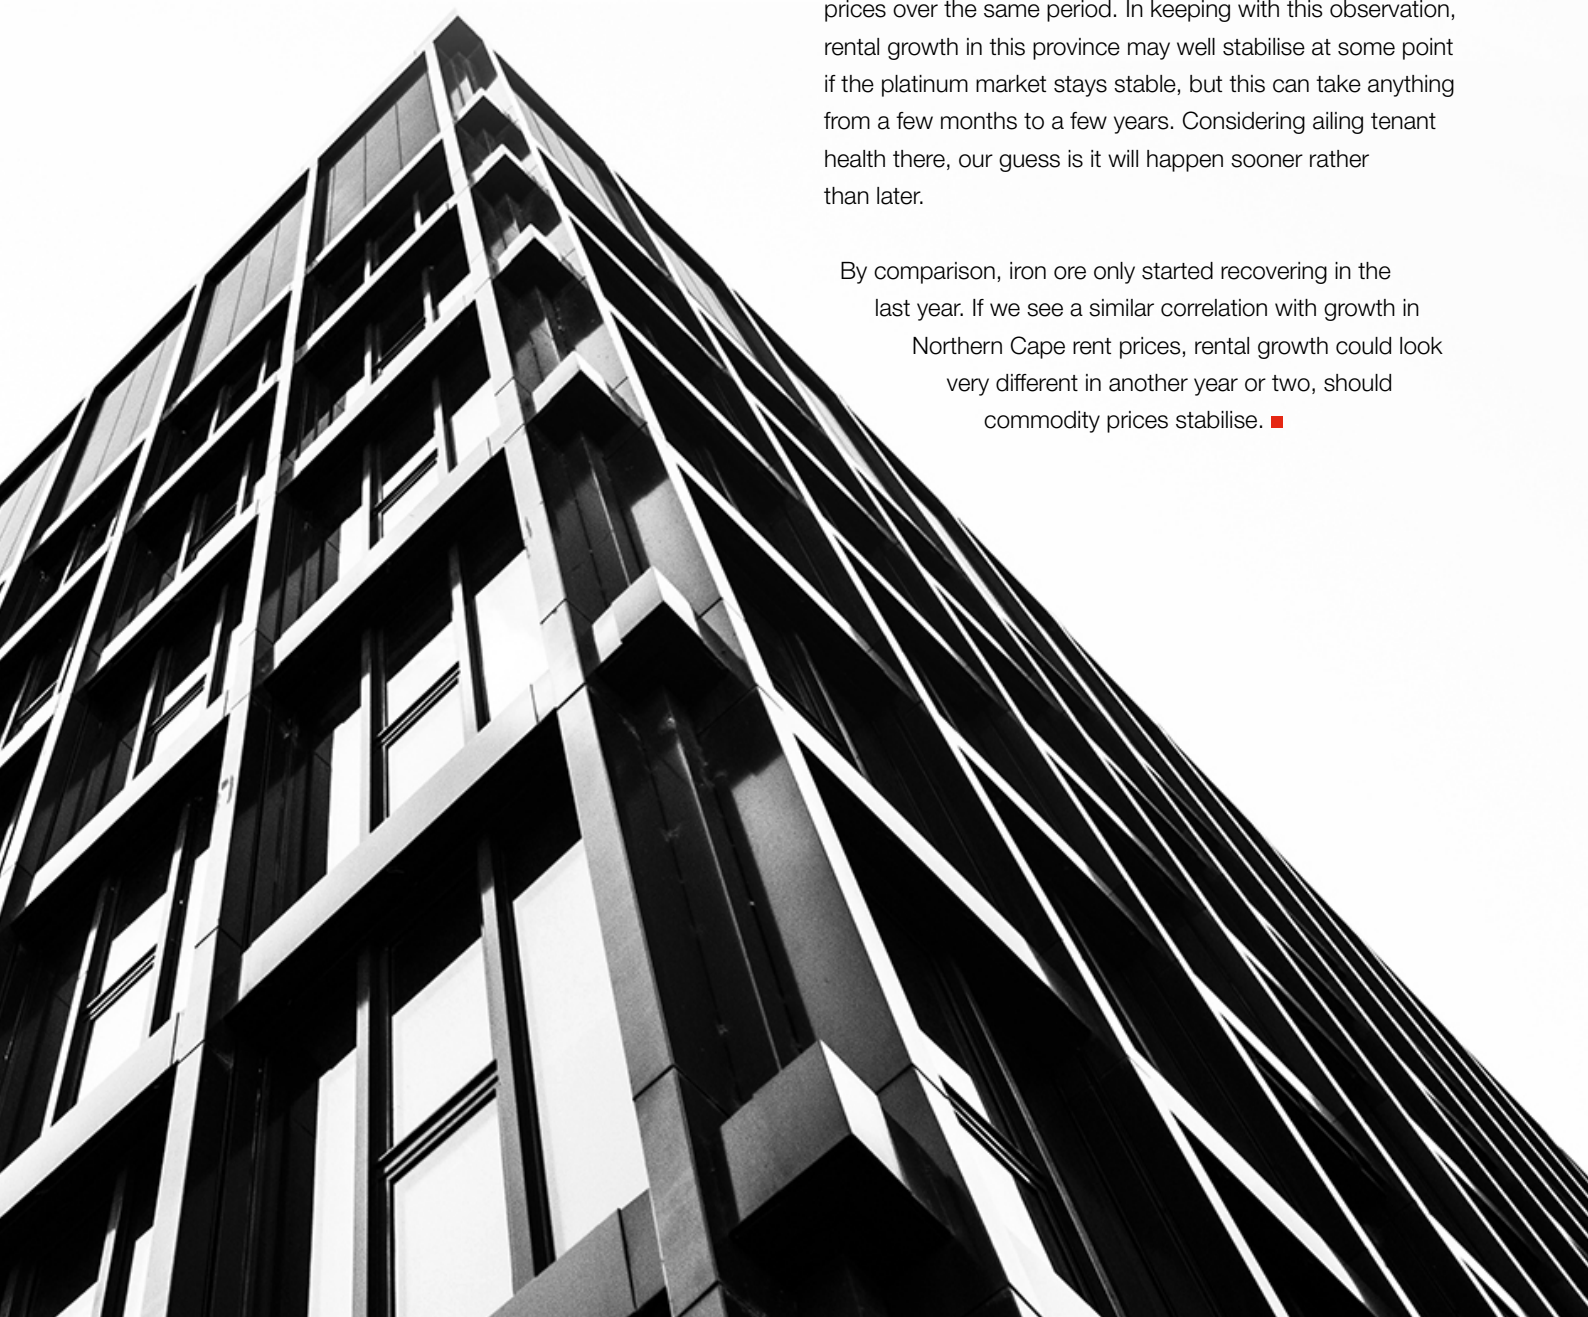 prices over the same period. In keeping with this observation,
rental growth in this province may well stabilise at some point
if the platinum market stays stable, but this can take anything
from a few months to a few years. Considering ailing tenant
health there, our guess is it will happen sooner rather
than later.
By comparison, iron ore only started recovering in the
last year. If we see a similar correlation with growth in
Northern Cape rent prices, rental growth could look
very different in another year or two, should
commodity prices stabilise.